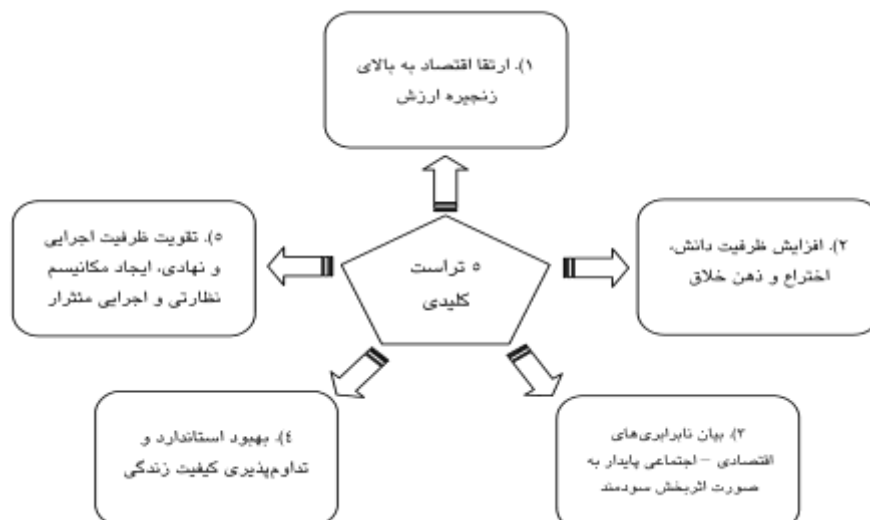 ۱). ارتقا اقتصاد به بالای
زنجیره ارزش
۲). افزایش ظرفیت دانش،
اختراع و ذهن خلاق
۳). بیان نابرابری‌های
اقتصادی – اجتماعی پایدار به
صورت اثربخش سودمند
۴). بهبود استاندارد و
تداوم‌پذیری کیفیت زندگی
۵). تقویت ظرفیت اجرایی
و نهادی، ایجاد مکانیسم
نظارتی و اجرایی مئثرار
۵ تراست
کلیدی